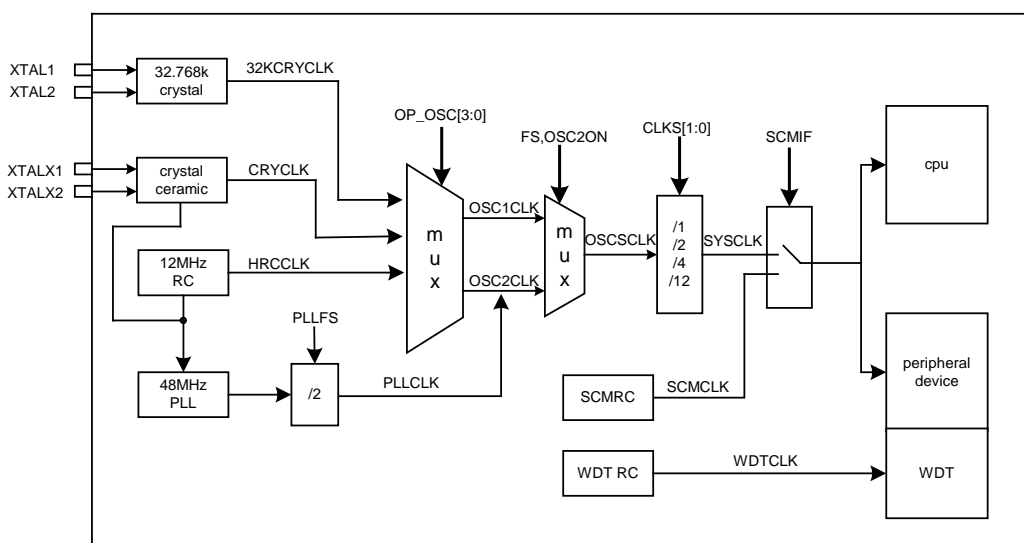 XTAL1
XTAL2
32.768k
crystal
32KCRYCLK
OP_OSC[3:0]
FS,OSC2ON
CLKS[1:0]
SCMIF
cpu
XTALX1
XTALX2
crystal
ceramic
CRYCLK
mux
OSC1CLK
OSC2CLK
mux
OSCSCLK
/1
/2
/4
/12
SYSCLK
12MHz
RC
HRCCLK
PLLFS
48MHz
PLL
/2
PLLCLK
SCMRC
SCMCLK
peripheral
device
WDT RC
WDTCLK
WDT